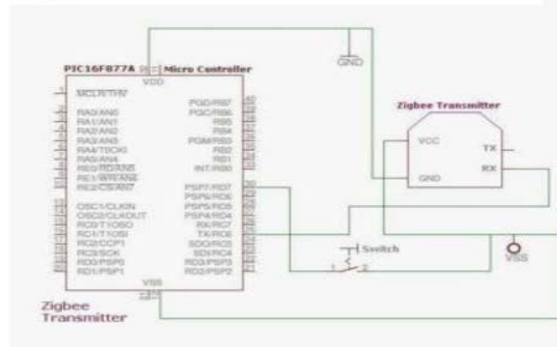 PIC16F877A Micro Controller
VDD
GND
MCLR/THV
RA0/AN0
RA1/AN1
RA2/AN2
RA3/AN3
RA4/T0CKI
RA5/AN4
RE0/RD/AN5
RE1/WR/AN6
RE2/CS/AN7
OSC1/CLKIN
OSC2/CLKOUT
RC0/T1OSO
RC1/T1OSI
RC2/CCP1
RC3/SCK
RD0/PSP0
RD1/PSP1
PGD/RB7
PGC/RB6
RB5
RB4
PGM/RB3
RB2
RB1
INT/RB0
PSP7/RD7
PSP6/RD6
PSP5/RD5
PSP4/RD4
RX/RC7
TX/RC6
SDO/RC5
SDI/RC4
RD3/PSP3
RD2/PSP2
VSS
Zigbee Transmitter
VCC
TX
RX
GND
Sswitch
1 2
VSS
Zigbee
Transmitter